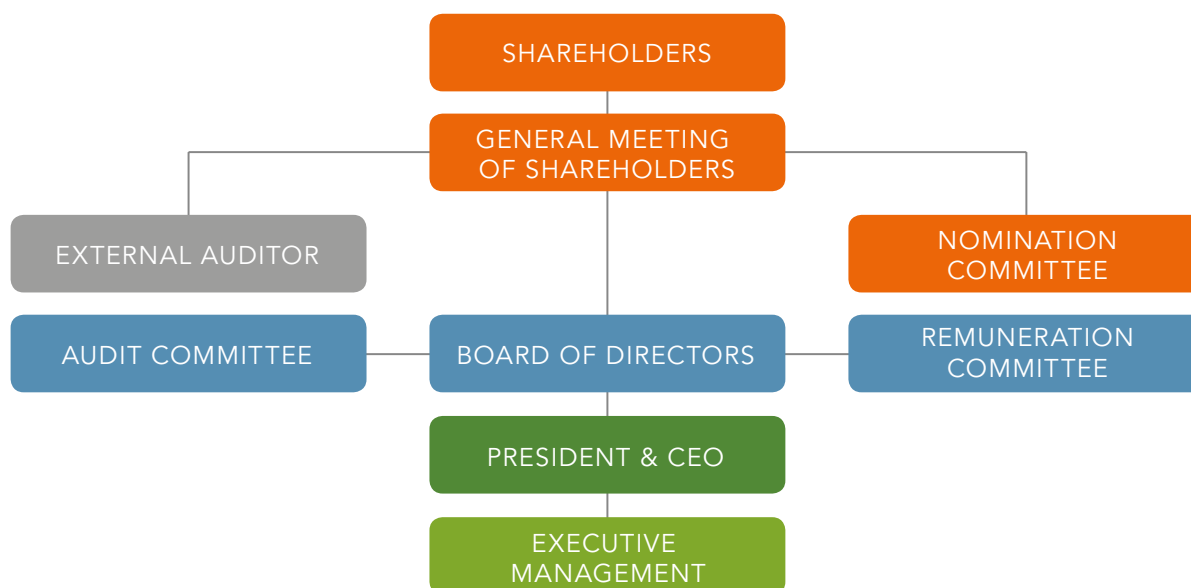 SHAREHOLDERS
GENERAL MEETING
OF SHAREHOLDERS
EXTERNAL AUDITOR
NOMINATION
COMMITTEE
AUDIT COMMITTEE
BOARD OF DIRECTORS
REMUNERATION
COMMITTEE
PRESIDENT & CEO
EXECUTIVE
MANAGEMENT